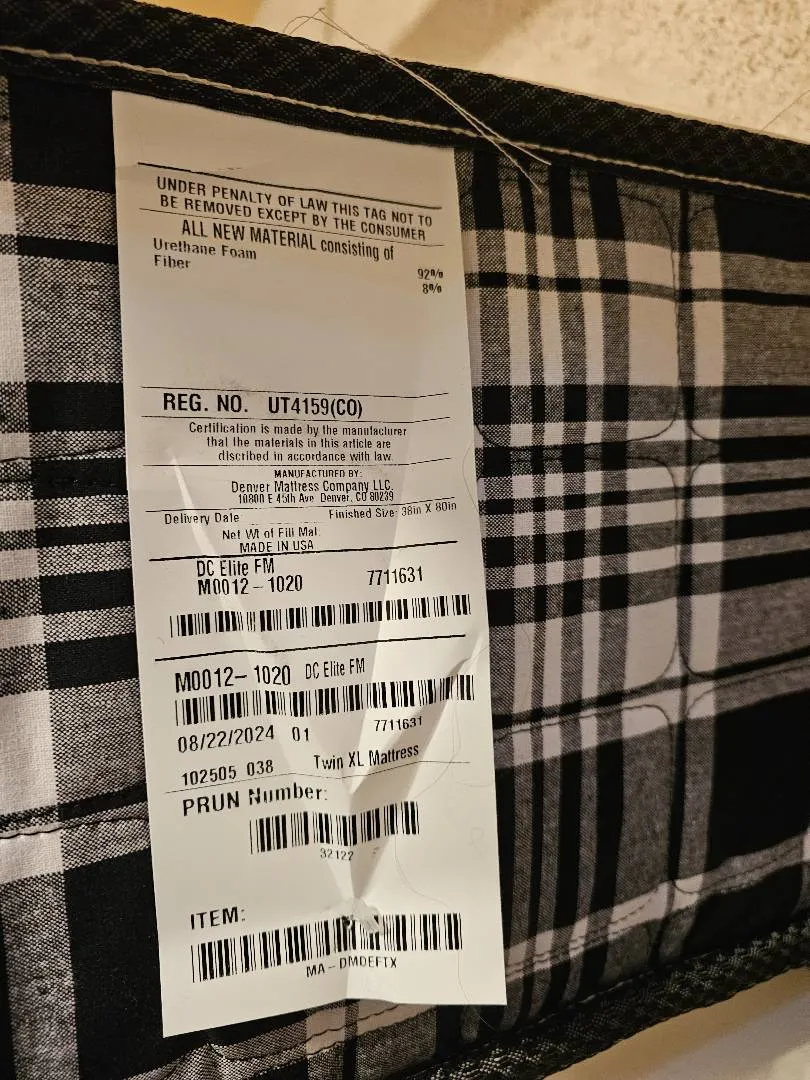 UNDER PENALTY OF LAW THIS TAG NOT TO
BE REMOVED EXCEPT BY THE CONSUMER
ALL NEW MATERIAL consisting of
Urethane Foam 92%
Fiber 8%
REG. NO. UT4159(CO)
Certification is made by the manufacturer
that the materials in this article are
discribed in accordance with law.
MANUFACTURED BY:
Denver Mattress Company LLC.
10800 E 45th Ave Denver, CO 80239
Delivery Date Finished Size: 38in X 80in
Net Wt of Fill Mat.
MADE IN USA
DC Elite FM
M0012-1020 7711631
M0012-1020 DC Elite FM
08/22/2024 01 7711631
102505 038 Twin XL Mattress
PRUN Number:
32122
ITEM:
MA-DMDEFTX